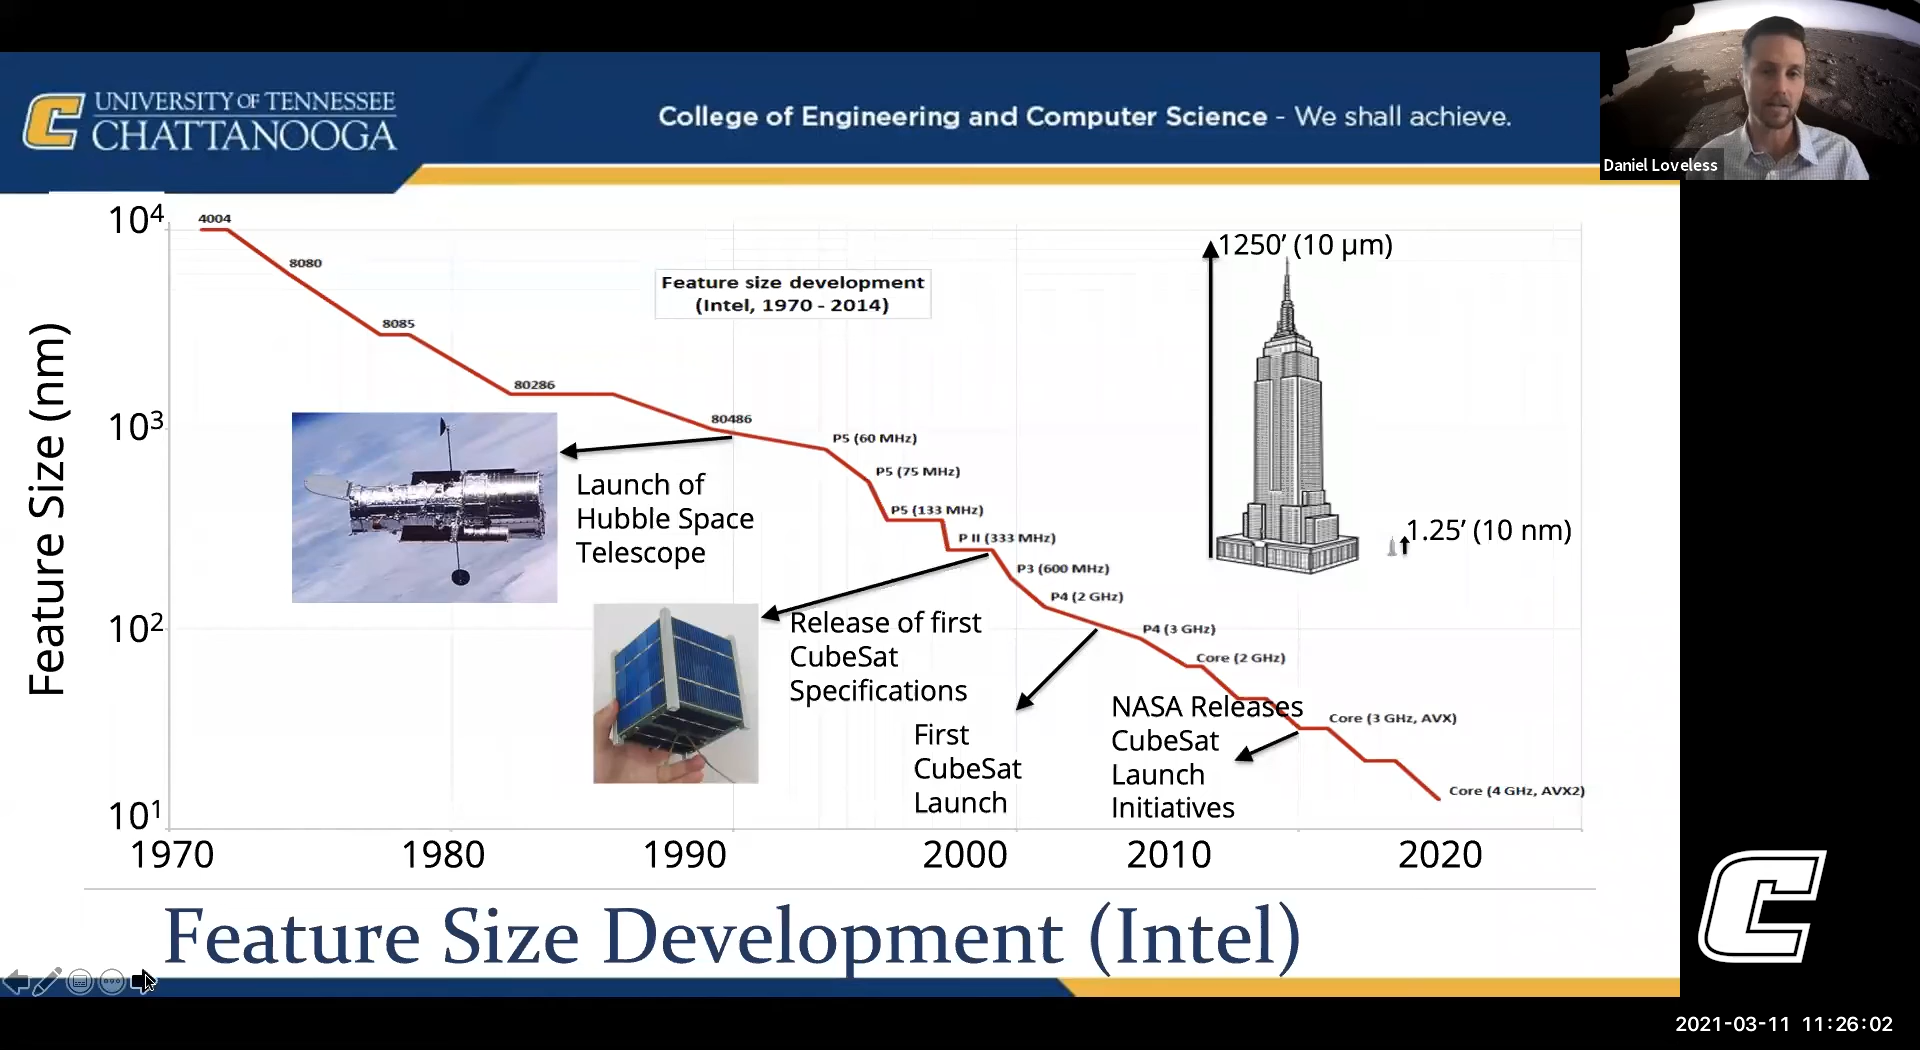 UNIVERSITY OF TENNESSEE
CHATTANOOGA
College of Engineering and Computer Science - We shall achieve.
Daniel Loveless
Feature Size (nm)
10⁴
10³
10²
10¹
4004
8080
8085
80286
80486
P5 (60 MHz)
P5 (75 MHz)
P5 (133 MHz)
P II (333 MHz)
P3 (600 MHz)
P4 (2 GHz)
P4 (3 GHz)
Core (2 GHz)
Core (3 GHz, AVX)
Core (4 GHz, AVX2)
Feature size development
(Intel, 1970 - 2014)
1250’ (10 µm)
1.25’ (10 nm)
Launch of
Hubble Space
Telescope
Release of first
CubeSat
Specifications
First
CubeSat
Launch
NASA Releases
CubeSat
Launch
Initiatives
1970 1980 1990 2000 2010 2020
Feature Size Development (Intel)
C
2021-03-11 11:26:02